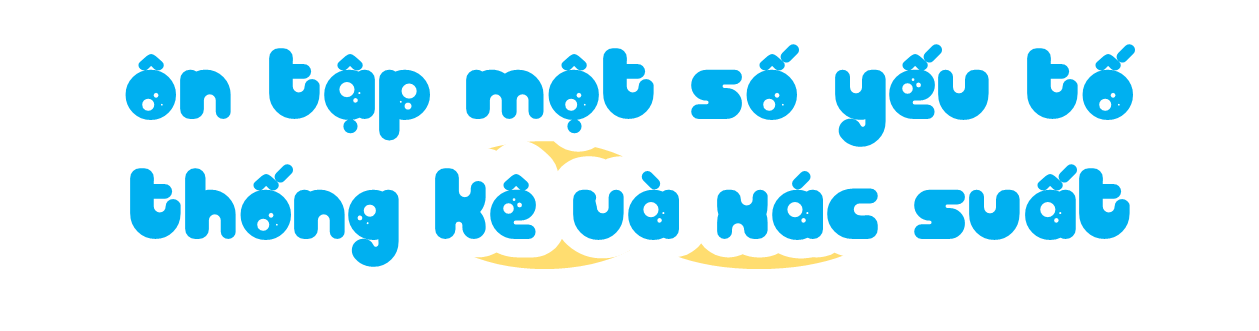 ôn tập một số yếu tố
thống kê và xác suất